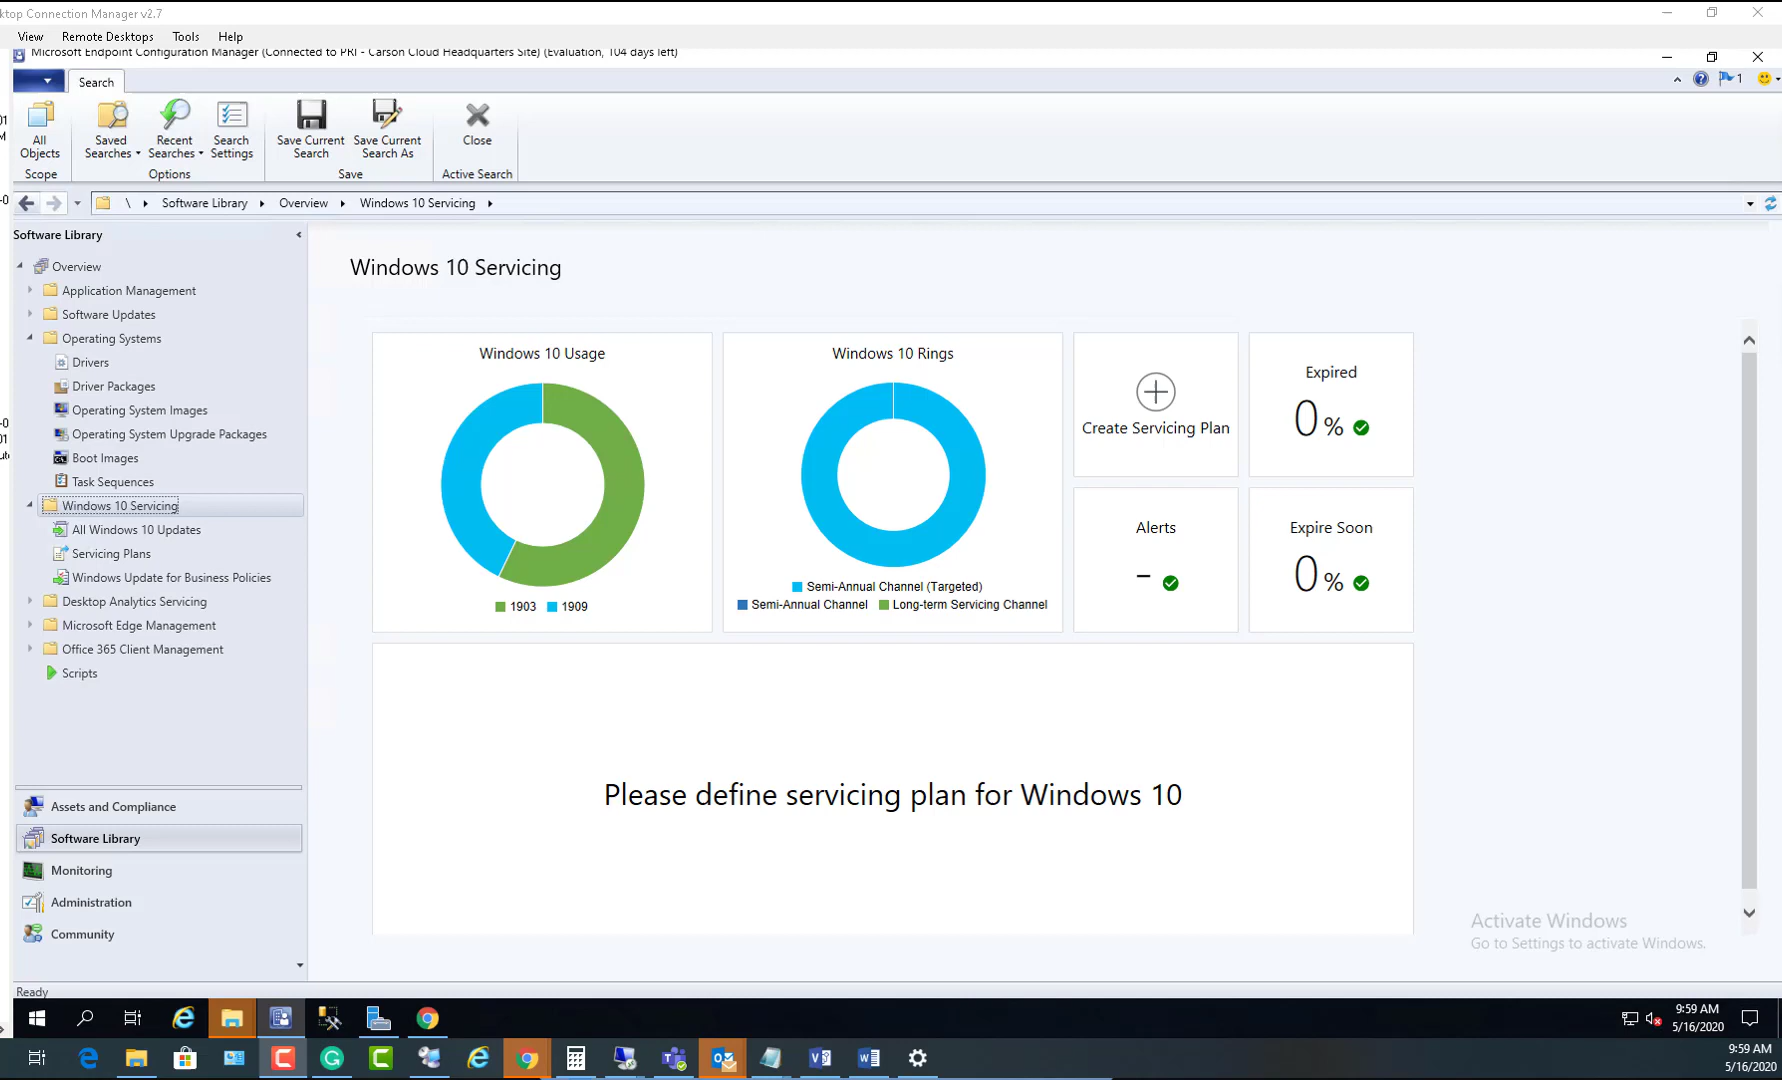 ktop Connection Manager v2.7
View Remote Desktops Tools Help
Microsoft Endpoint Configuration Manager (Connected to PRI - Carson Cloud Headquarters Site) (Evaluation, 104 days left)
Search
1
All Objects
Saved Searches
Recent Searches
Search Settings
Save Current Search
Save Current Search As
Close
Scope
Options
Save
Active Search
\ Software Library Overview Windows 10 Servicing
Software Library
Overview
Application Management
Software Updates
Operating Systems
Drivers
Driver Packages
Operating System Images
Operating System Upgrade Packages
Boot Images
Task Sequences
Windows 10 Servicing
All Windows 10 Updates
Servicing Plans
Windows Update for Business Policies
Desktop Analytics Servicing
Microsoft Edge Management
Office 365 Client Management
Scripts
Assets and Compliance
Software Library
Monitoring
Administration
Community
Windows 10 Servicing
Windows 10 Usage
1903 1909
Windows 10 Rings
Semi-Annual Channel (Targeted)
Semi-Annual Channel Long-term Servicing Channel
Create Servicing Plan
Expired
0 %
Alerts
-
Expire Soon
0 %
Please define servicing plan for Windows 10
Activate Windows
Go to Settings to activate Windows.
Ready
9:59 AM
5/16/2020
9:59 AM
5/16/2020